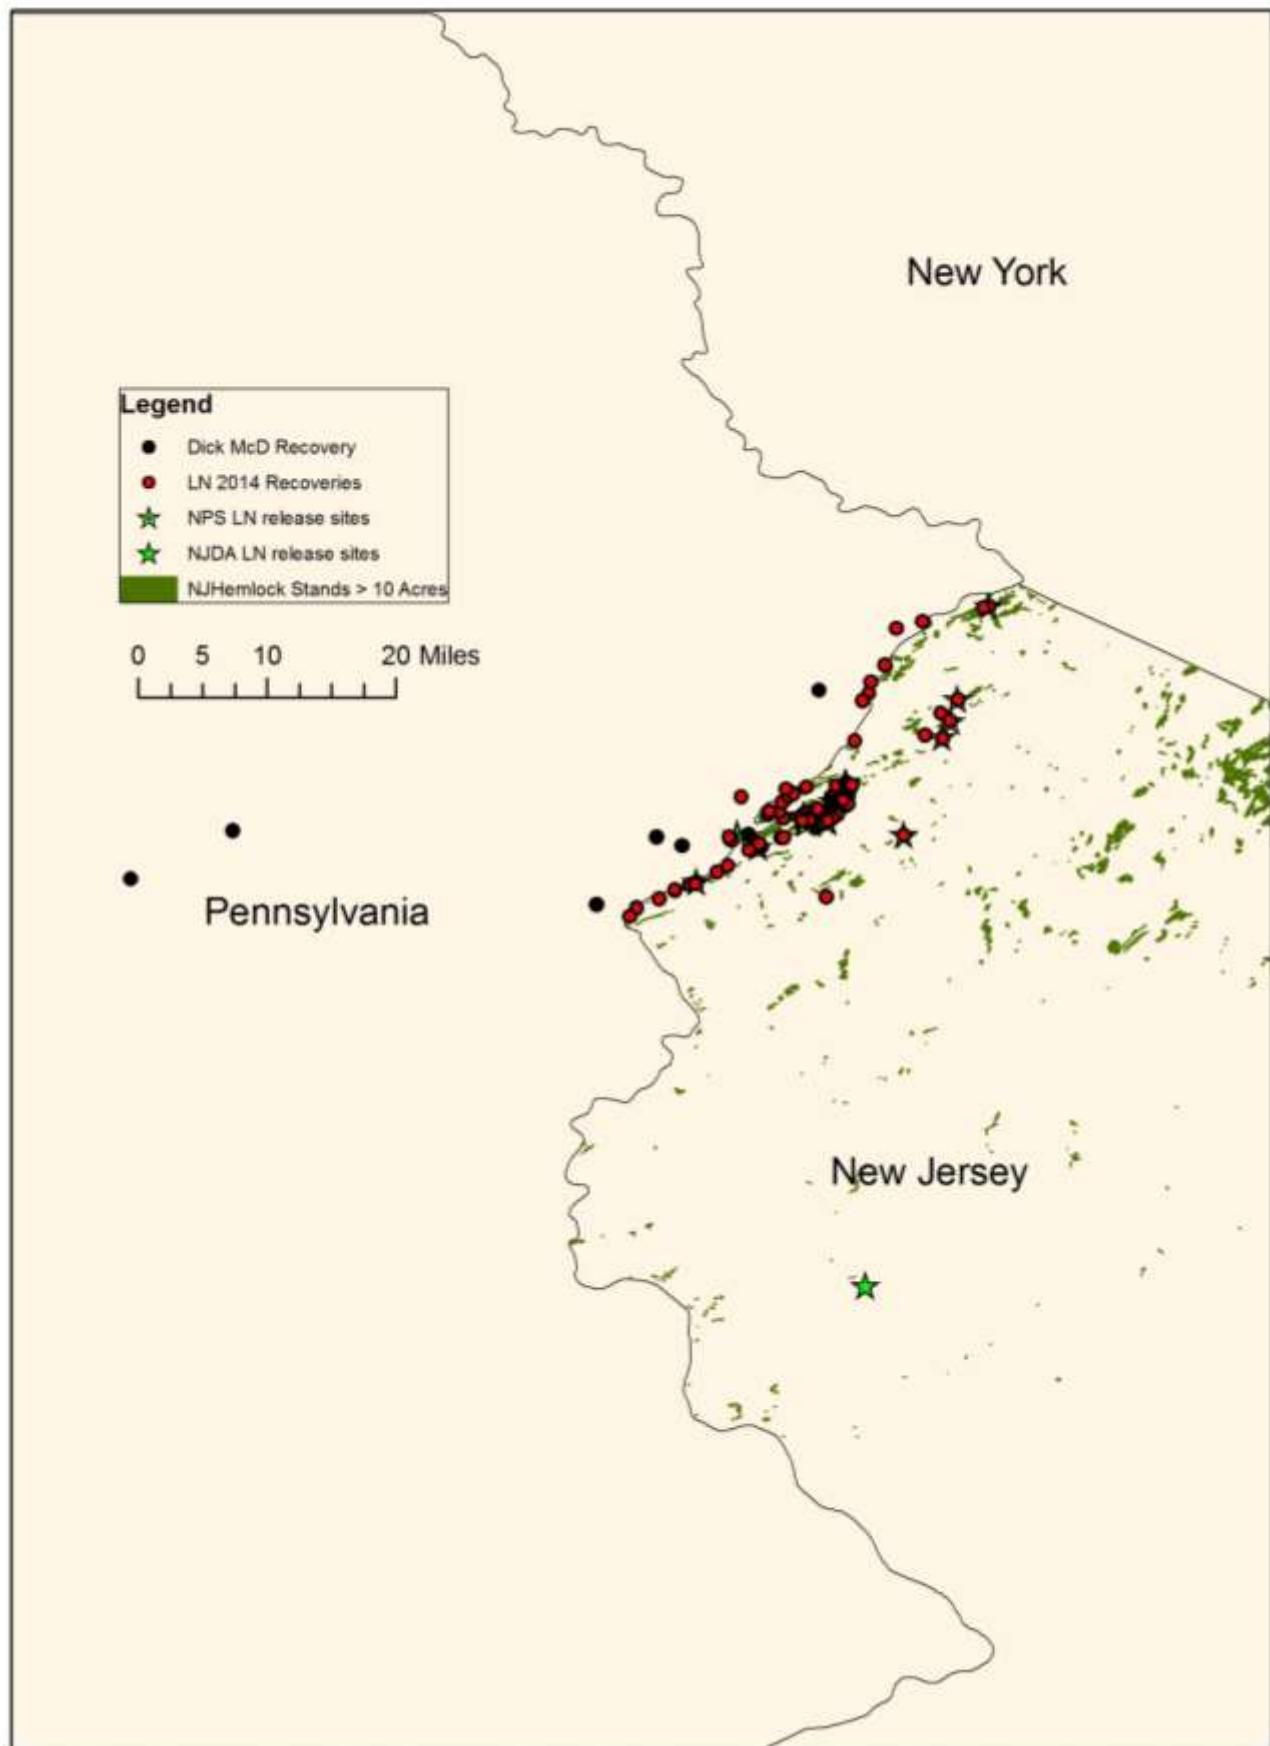 New York
Legend
Dick McD Recovery
LN 2014 Recoveries
NPS LN release sites
NJDA LN release sites
NJHemlock Stands > 10 Acres
0 5 10 20 Miles
Pennsylvania
New Jersey